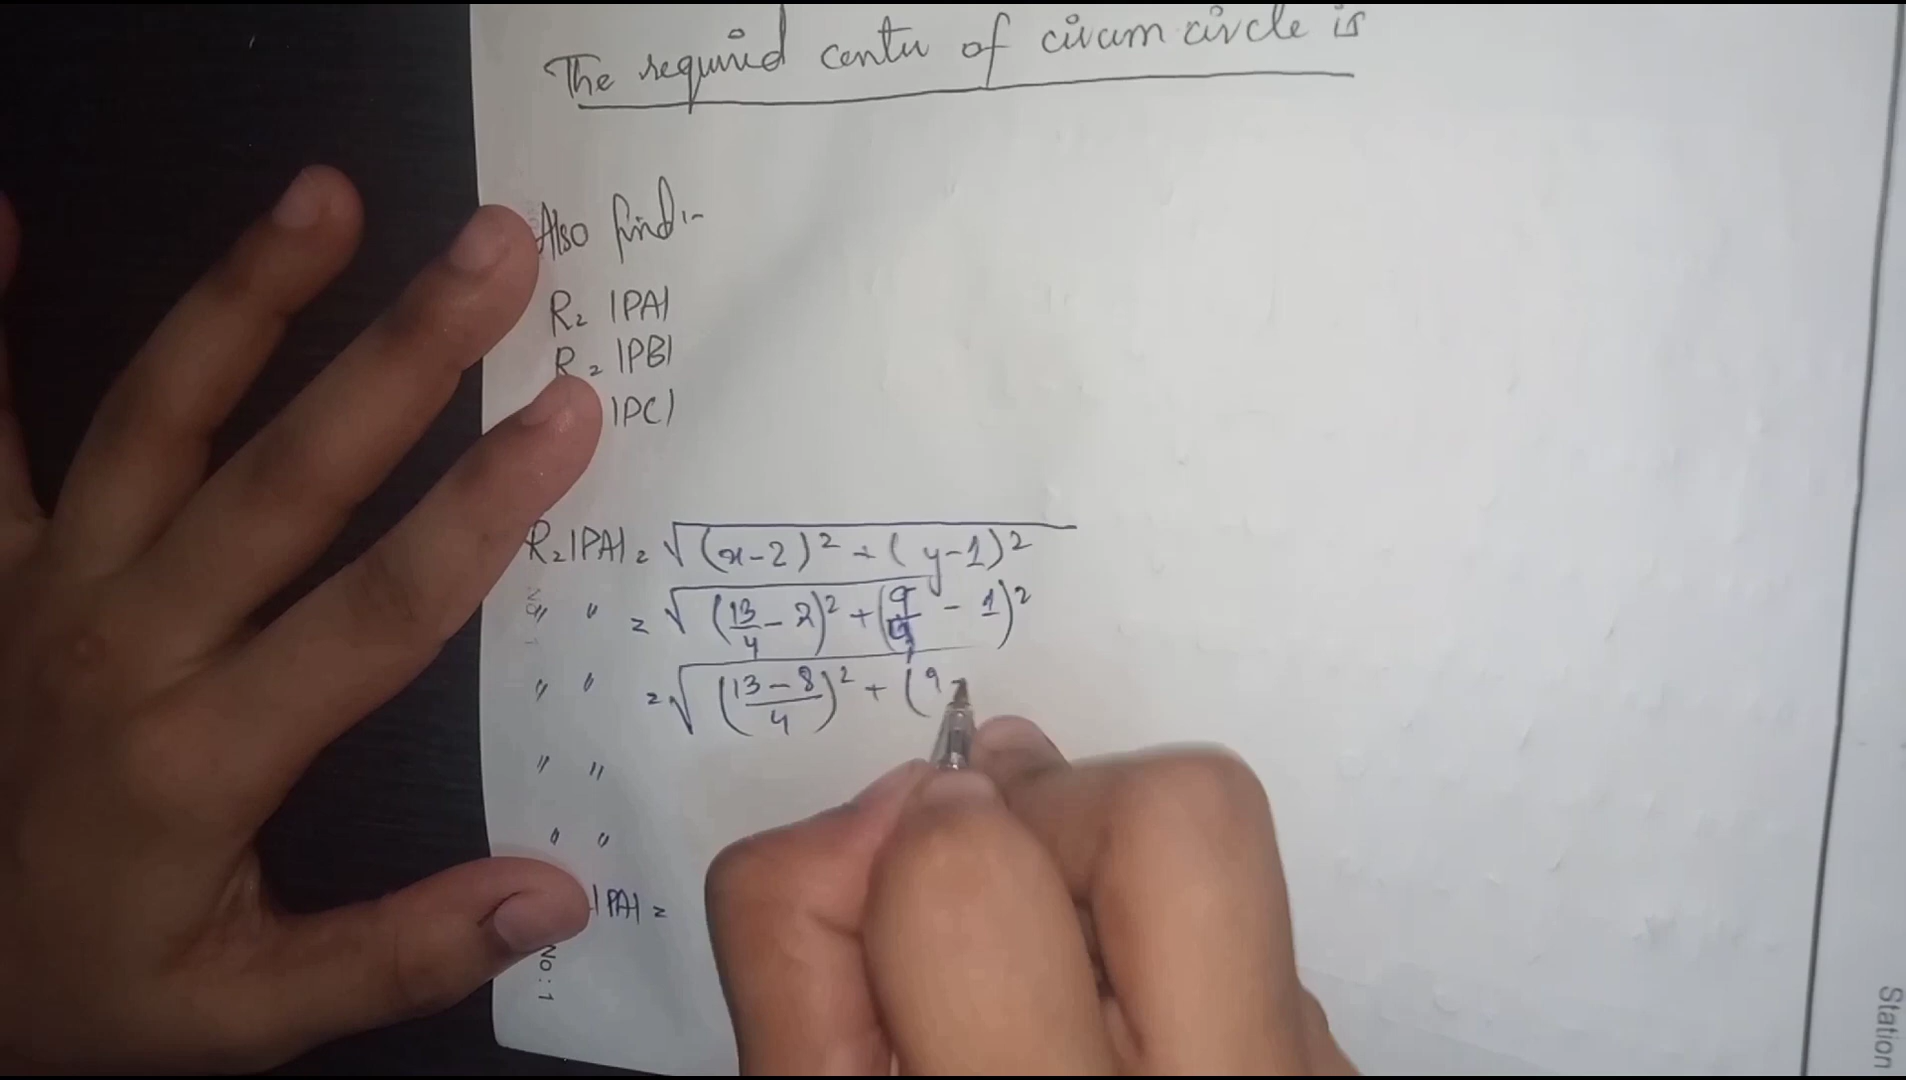 The required center of circum circle is
Also find:-
R = |PA|
R = |PB|
|PC|
R = |PA| = √(x-2)² + (y-1)²
" " = √(13/4 - 2)² + (9/4 - 1)²
" " = √((13-8)/4)² + (9-
" "
" "
|PA| =
No: 1
Station